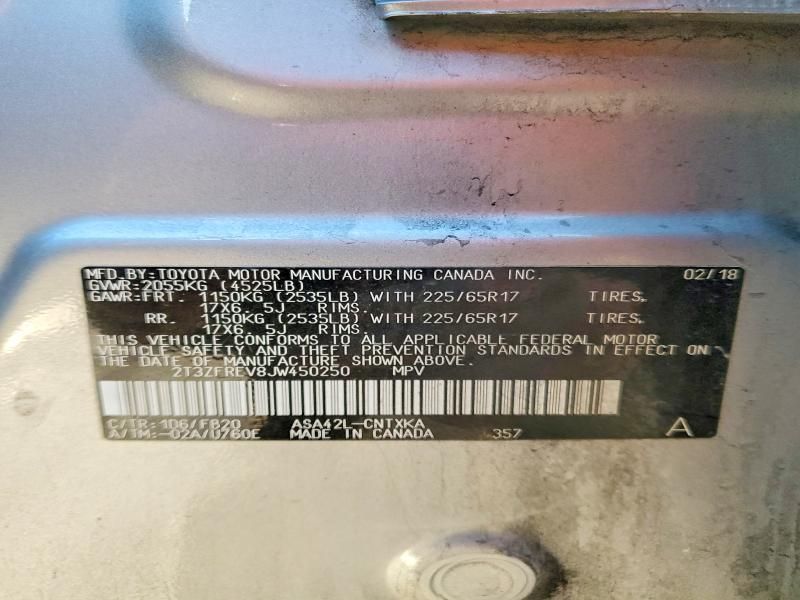 MFD.BY:TOYOTA MOTOR MANUFACTURING CANADA INC. 02/18
GVWR:2055KG (4525LB)
GAWR:FRT. 1150KG (2535LB) WITH 225/65R17 TIRES.
17X6.5J RIMS.
RR. 1150KG (2535LB) WITH 225/65R17 TIRES.
17X6.5J RIMS.
THIS VEHICLE CONFORMS TO ALL APPLICABLE FEDERAL MOTOR
VEHICLE SAFETY AND THEFT PREVENTION STANDARDS IN EFFECT ON
THE DATE OF MANUFACTURE SHOWN ABOVE.
2T3ZFREV8JW450250 MPV
C/TR:1D6/FB20 ASA42L-CNTXKA
A/TM:-02A/U760E MADE IN CANADA 357 A